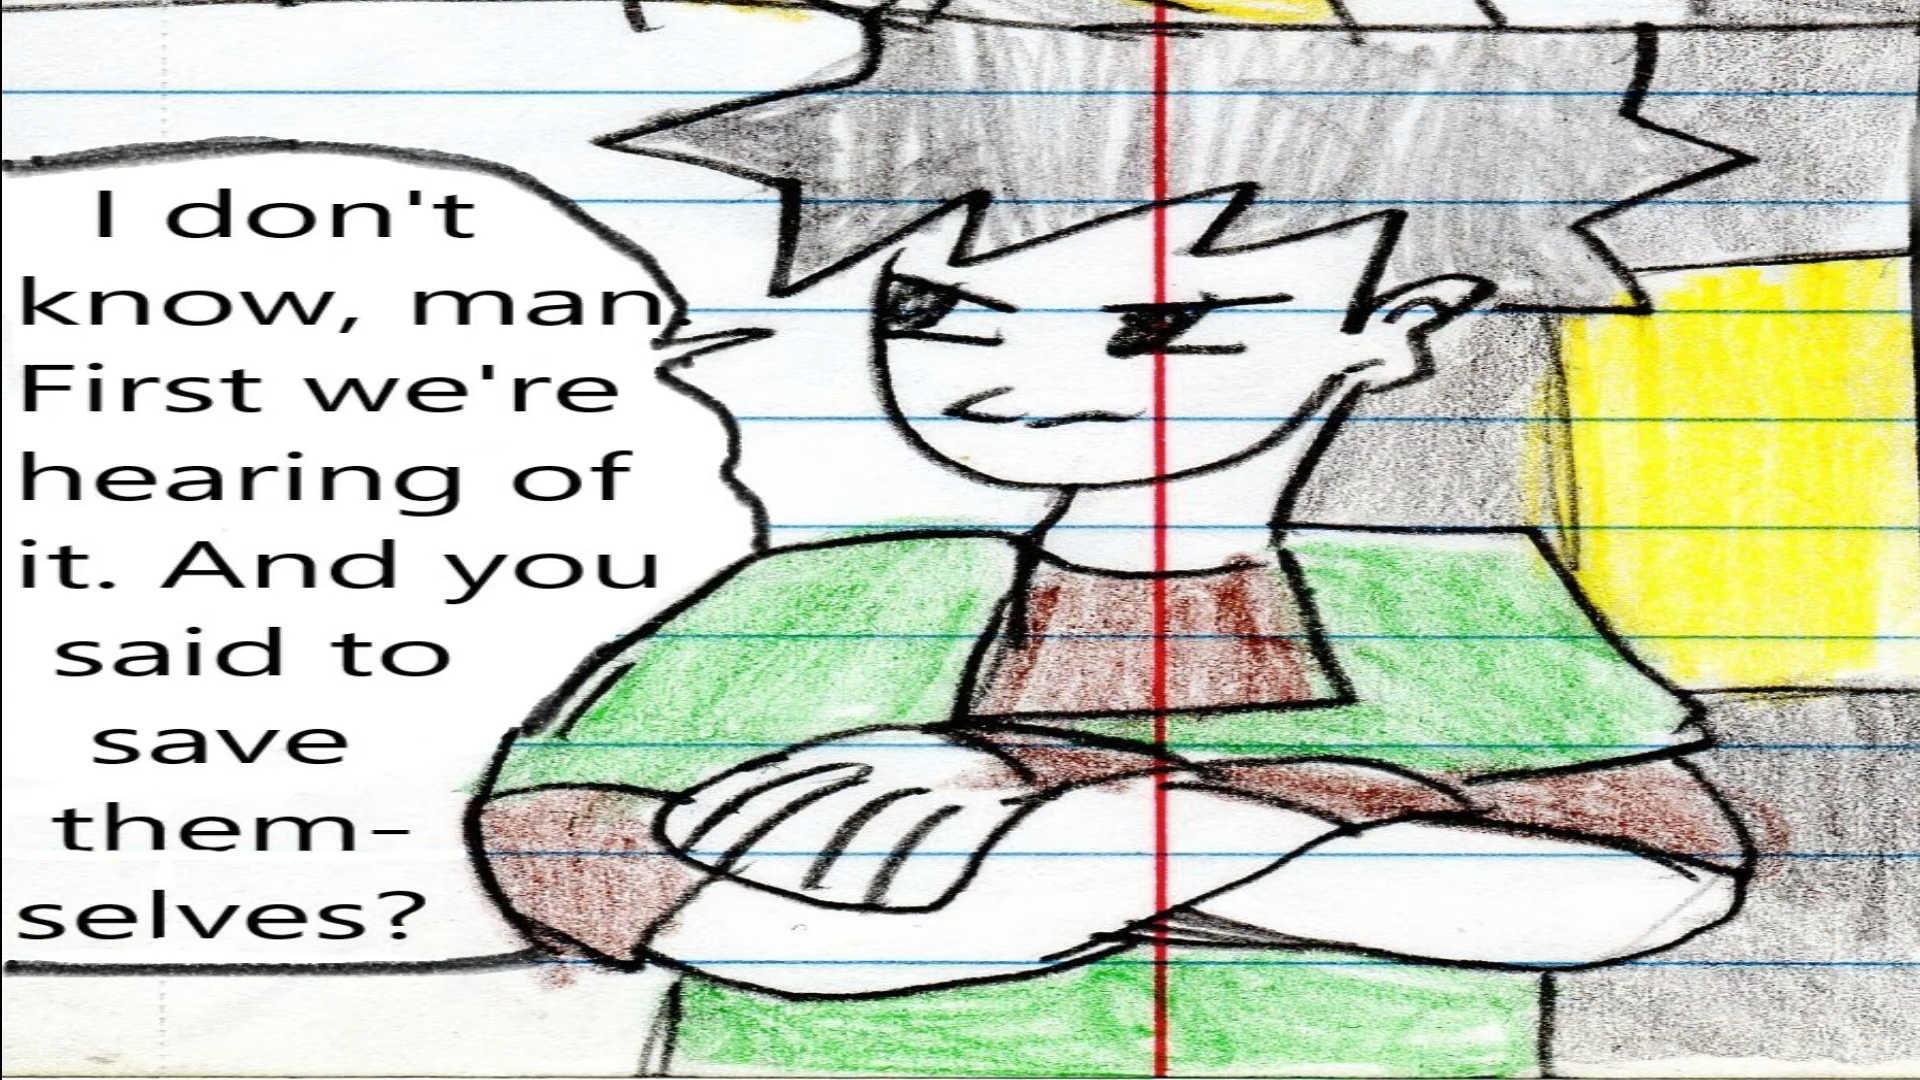 I don't
know, man
First we're
hearing of
it. And you
said to
save
them-
selves?